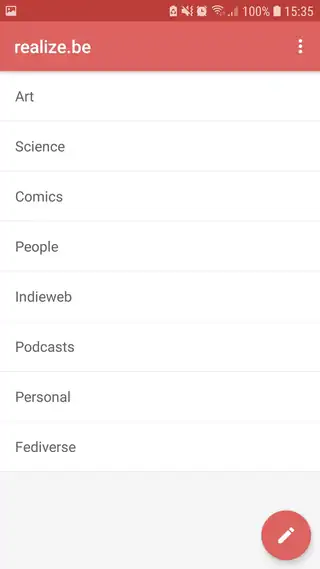 100% 15:35
realize.be
Art
Science
Comics
People
Indieweb
Podcasts
Personal
Fediverse